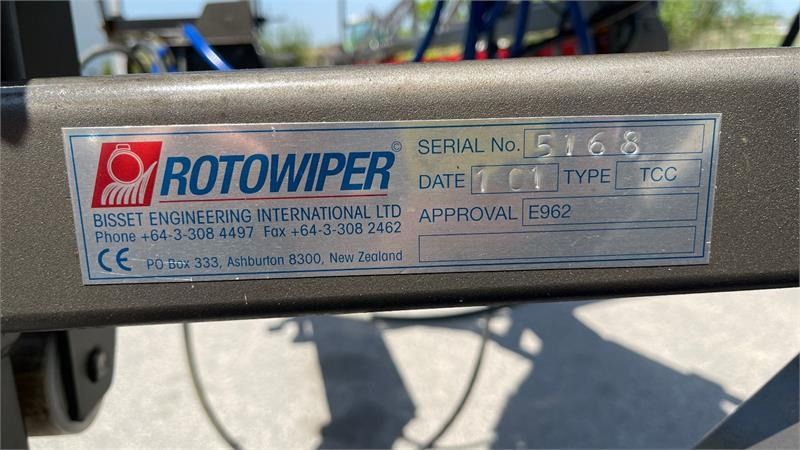 ROTOWIPER ©
BISSET ENGINEERING INTERNATIONAL LTD
Phone +64-3-308 4497 Fax +64-3-308 2462
CE PO Box 333, Ashburton 8300, New Zealand
SERIAL No. 5168
DATE 1 01 TYPE TCC
APPROVAL E962